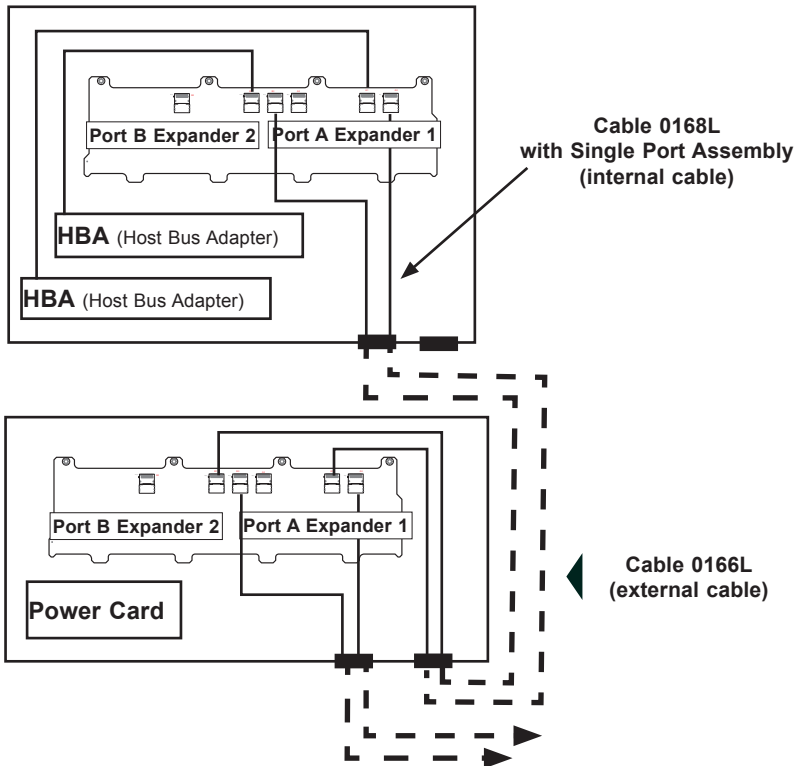 Port B Expander 2
Port A Expander 1
Cable 0168L
with Single Port Assembly
(internal cable)
HBA (Host Bus Adapter)
HBA (Host Bus Adapter)
Port B Expander 2
Port A Expander 1
Cable 0166L
(external cable)
Power Card